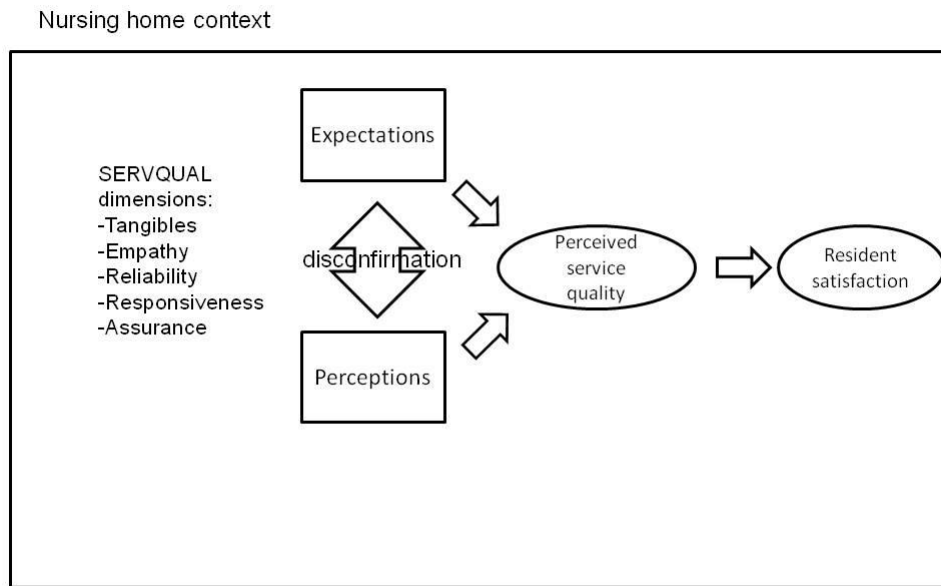 Nursing home context
Expectations
SERVQUAL
dimensions:
-Tangibles
-Empathy
-Reliability
-Responsiveness
-Assurance
disconfirmation
Perceptions
Perceived
service
quality
Resident
satisfaction